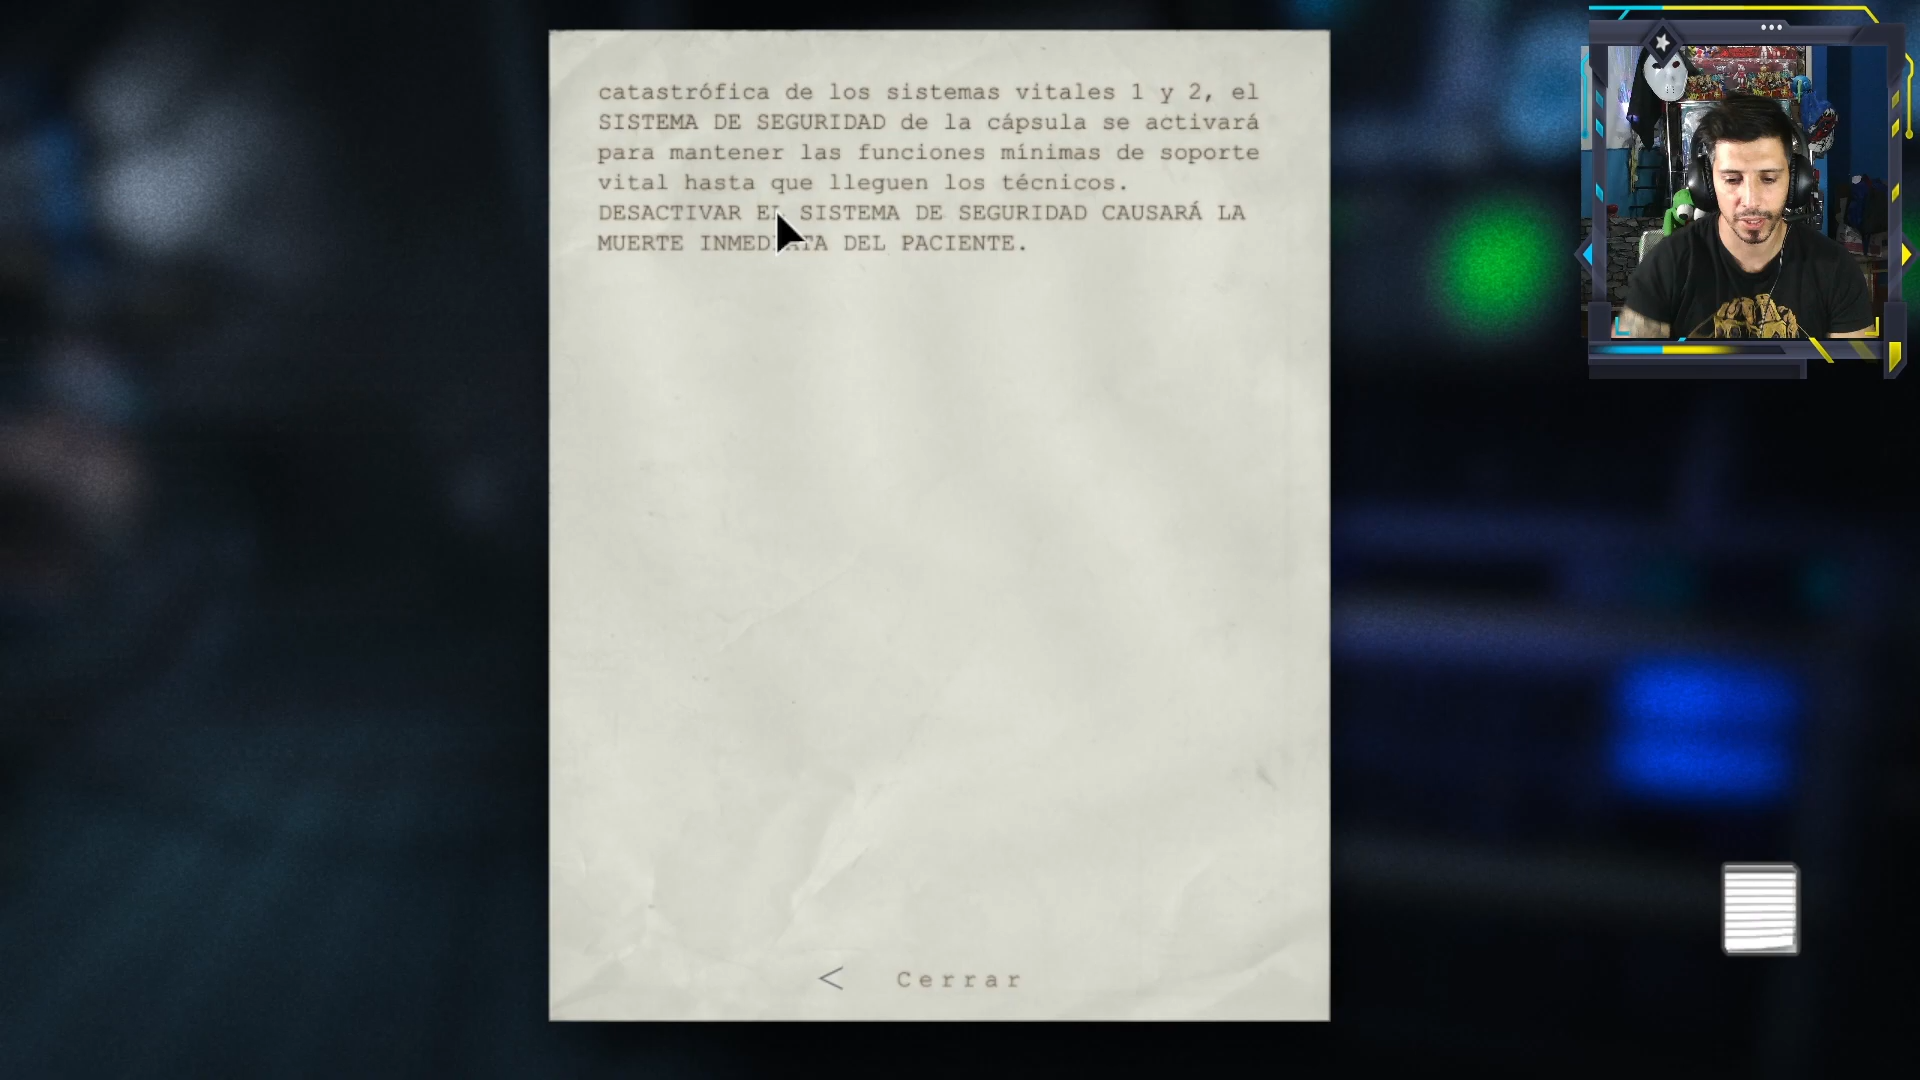 catastrófica de los sistemas vitales 1 y 2, el
SISTEMA DE SEGURIDAD de la cápsula se activará
para mantener las funciones mínimas de soporte
vital hasta que lleguen los técnicos.
DESACTIVAR EL SISTEMA DE SEGURIDAD CAUSARÁ LA
MUERTE INMEDIATA DEL PACIENTE.
< Cerrar